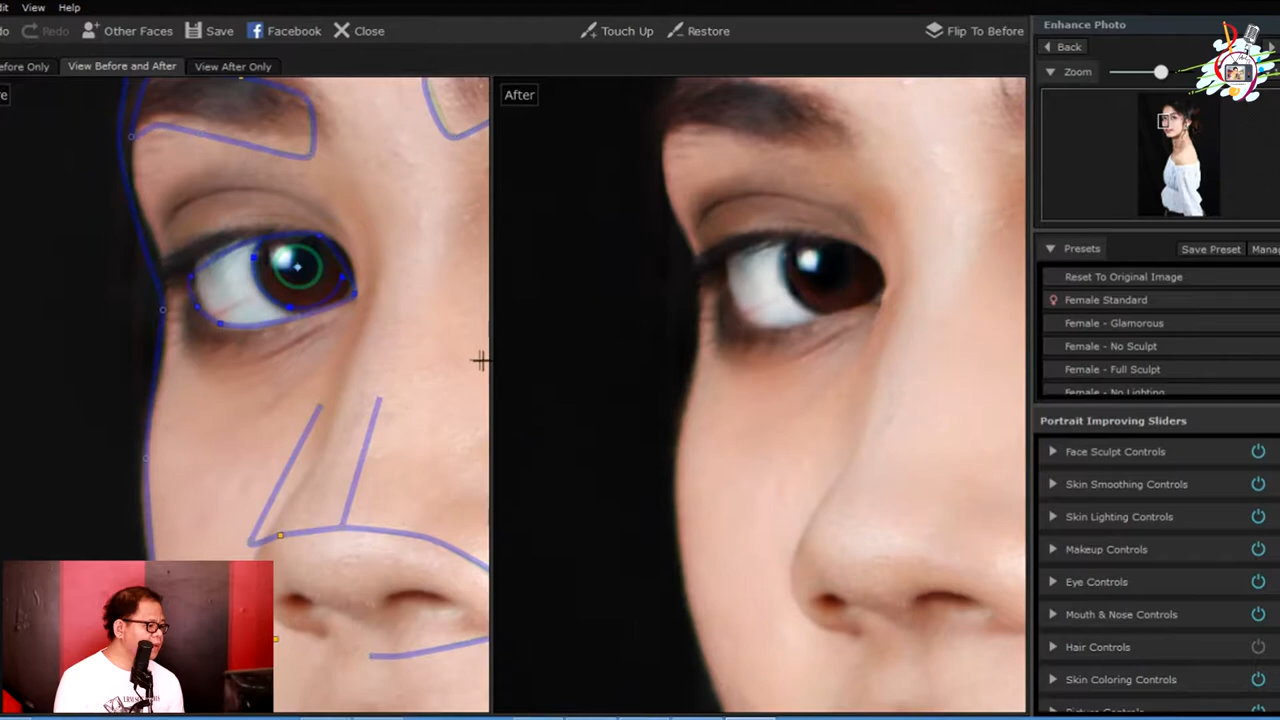 View Help
Redo Other Faces Save Facebook Close Touch Up Restore Flip To Before
View Before and After View After Only
After
Enhance Photo
Back
Zoom
Presets Save Preset
Reset To Original Image
Female Standard
Female - Glamorous
Female - No Sculpt
Female - Full Sculpt
Female - No Lighting
Portrait Improving Sliders
Face Sculpt Controls
Skin Smoothing Controls
Skin Lighting Controls
Makeup Controls
Eye Controls
Mouth & Nose Controls
Hair Controls
Skin Coloring Controls